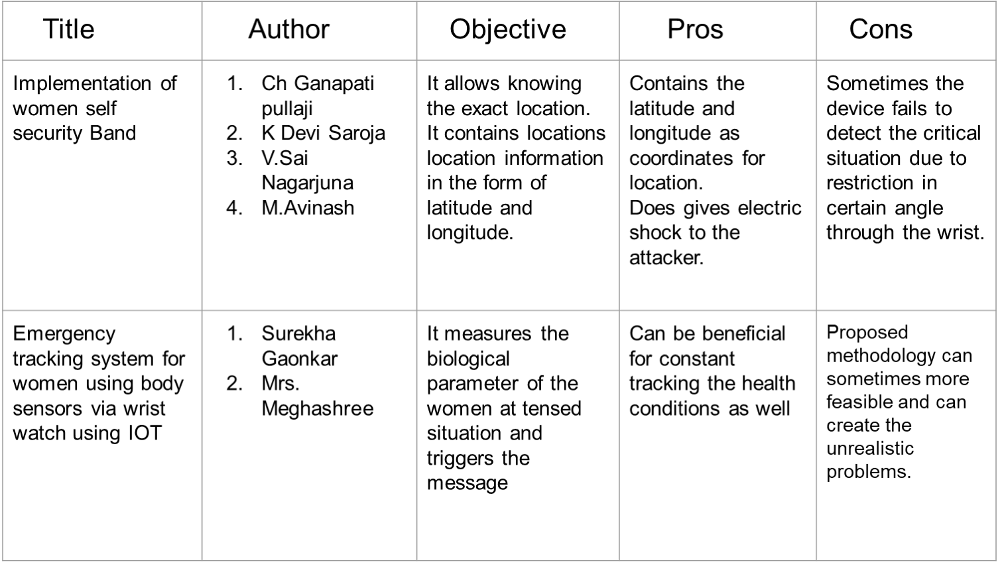 Title
Author
Objective
Pros
Cons
Implementation of
women self
security Band
1. Ch Ganapati
pullaji
2. K Devi Saroja
3. V.Sai
Nagarjuna
4. M.Avinash
It allows knowing
the exact location.
It contains locations
location information
in the form of
latitude and
longitude.
Contains the
latitude and
longitude as
coordinates for
location.
Does gives electric
shock to the
attacker.
Sometimes the
device fails to
detect the critical
situation due to
restriction in
certain angle
through the wrist.
Emergency
tracking system for
women using body
sensors via wrist
watch using IOT
1. Surekha
Gaonkar
2. Mrs.
Meghashree
It measures the
biological
parameter of the
women at tensed
situation and
triggers the
message
Can be beneficial
for constant
tracking the health
conditions as well
Proposed
methodology can
sometimes more
feasible and can
create the
unrealistic
problems.